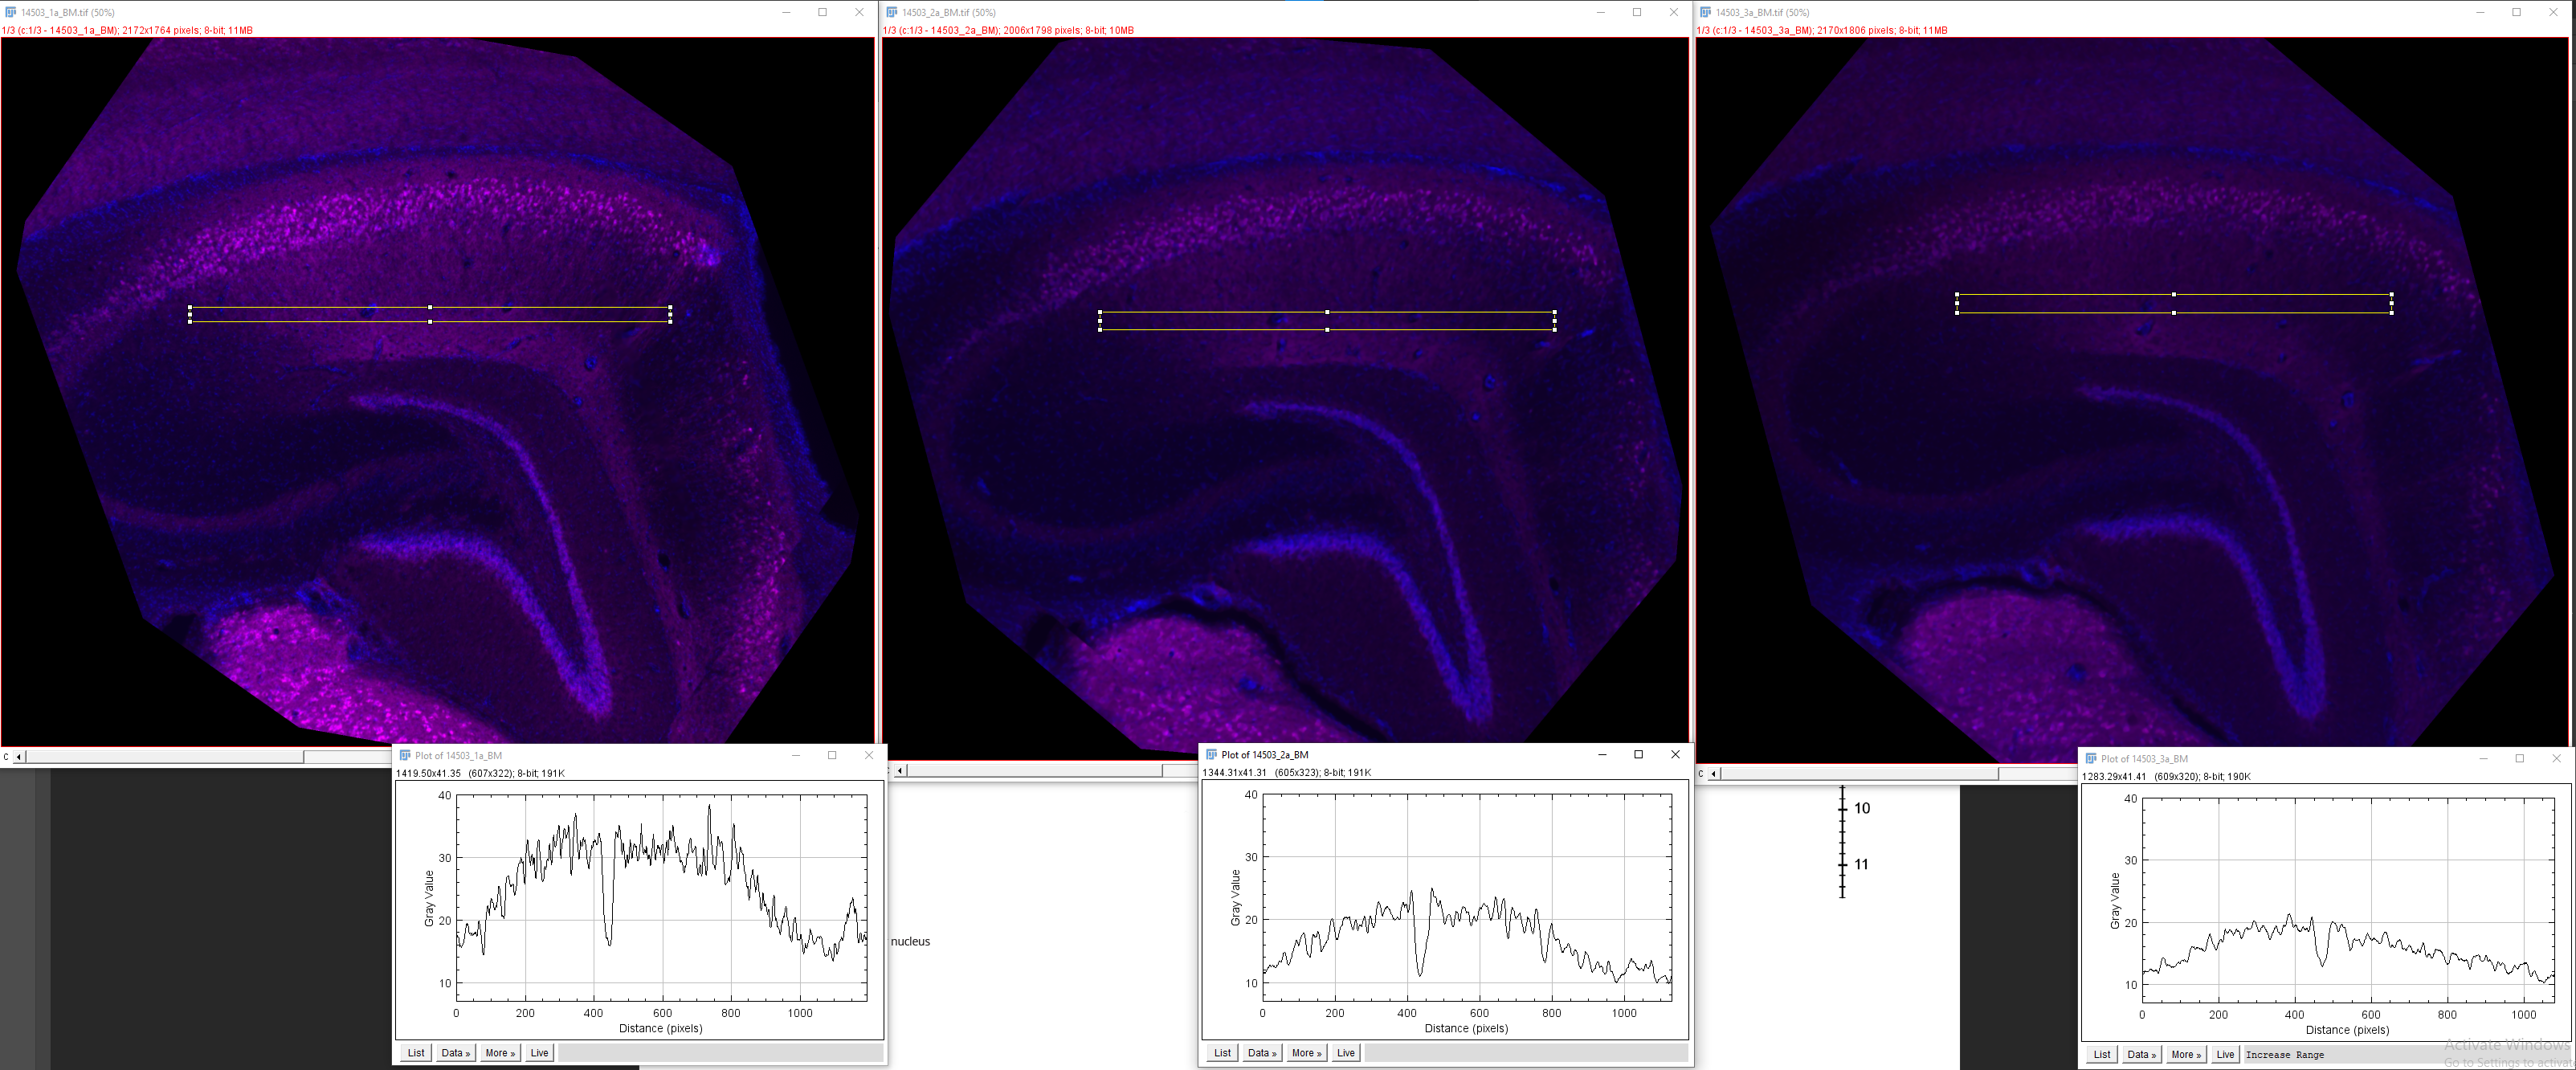 14503_1a_BM.tif (50%)
1/3 (c:1/3 - 14503_1a_BM); 2172x1764 pixels; 8-bit; 11MB
14503_2a_BM.tif (50%)
1/3 (c:1/3 - 14503_2a_BM); 2006x1798 pixels; 8-bit; 10MB
14503_3a_BM.tif (50%)
1/3 (c:1/3 - 14503_3a_BM); 2170x1806 pixels; 8-bit; 11MB
c
Plot of 14503_1a_BM
1419.50x41.35 (607x322); 8-bit; 191K
40
30
20
10
Gray Value
0 200 400 600 800 1000
Distance (pixels)
List Data » More » Live
nucleus
Plot of 14503_2a_BM
1344.31x41.31 (605x323); 8-bit; 191K
40
30
20
10
Gray Value
0 200 400 600 800 1000
Distance (pixels)
List Data » More » Live
c
10
11
Plot of 14503_3a_BM
1283.29x41.41 (609x320); 8-bit; 190K
40
30
20
10
Gray Value
0 200 400 600 800 1000
Distance (pixels)
List Data » More » Live Increase Range
Activate Windows
Go to Settings to activate